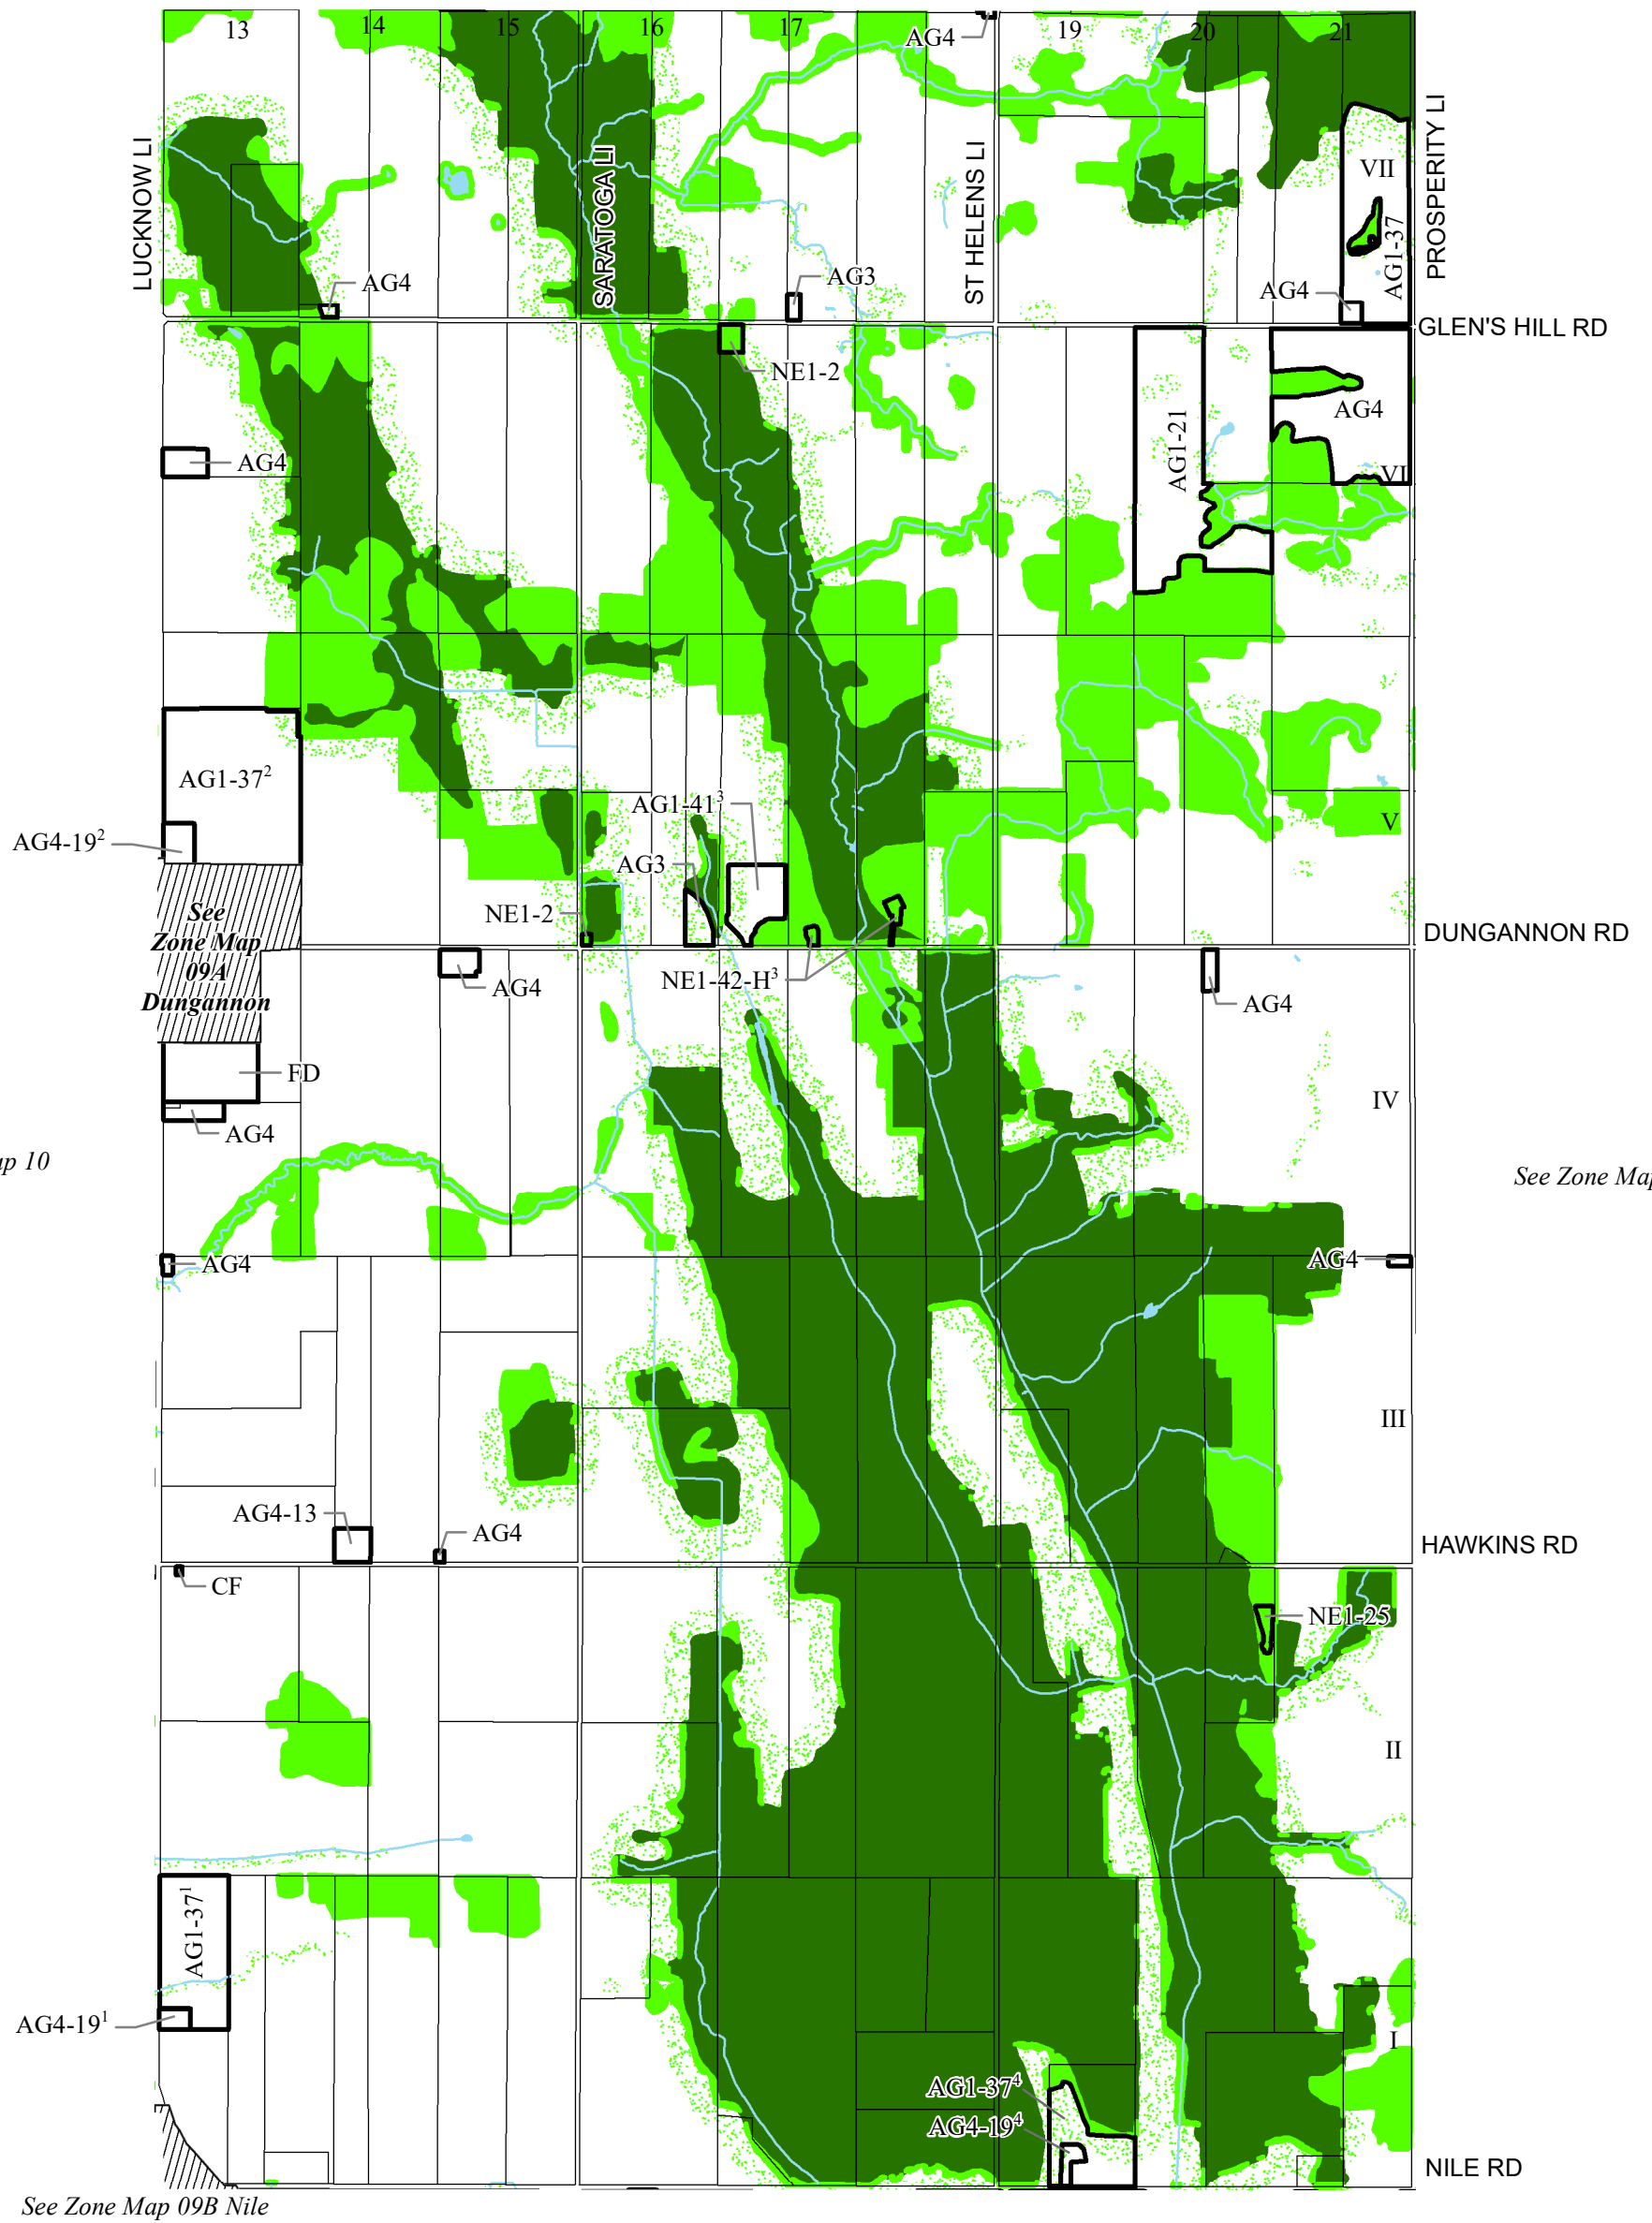 13 14 15 16 17 19 20 21
AG4
LUCKNOW LI
SARATOGA LI
ST HELENS LI
PROSPERITY LI
VII
AG1-37
AG4
AG3
AG4
GLEN'S HILL RD
NE1-2
AG4
AG1-21
AG4
VI
AG1-37²
AG1-41³
V
AG4-19²
AG3
See
Zone Map
09A
Dungannon
NE1-2
DUNGANNON RD
NE1-42-H³
AG4
AG4
FD
IV
AG4
See Zone Map
AG4
AG4
III
AG4-13
AG4
HAWKINS RD
CF
NE1-25
II
AG1-37¹
AG4-19¹
I
AG1-37⁴
AG4-19⁴
NILE RD
See Zone Map 09B Nile